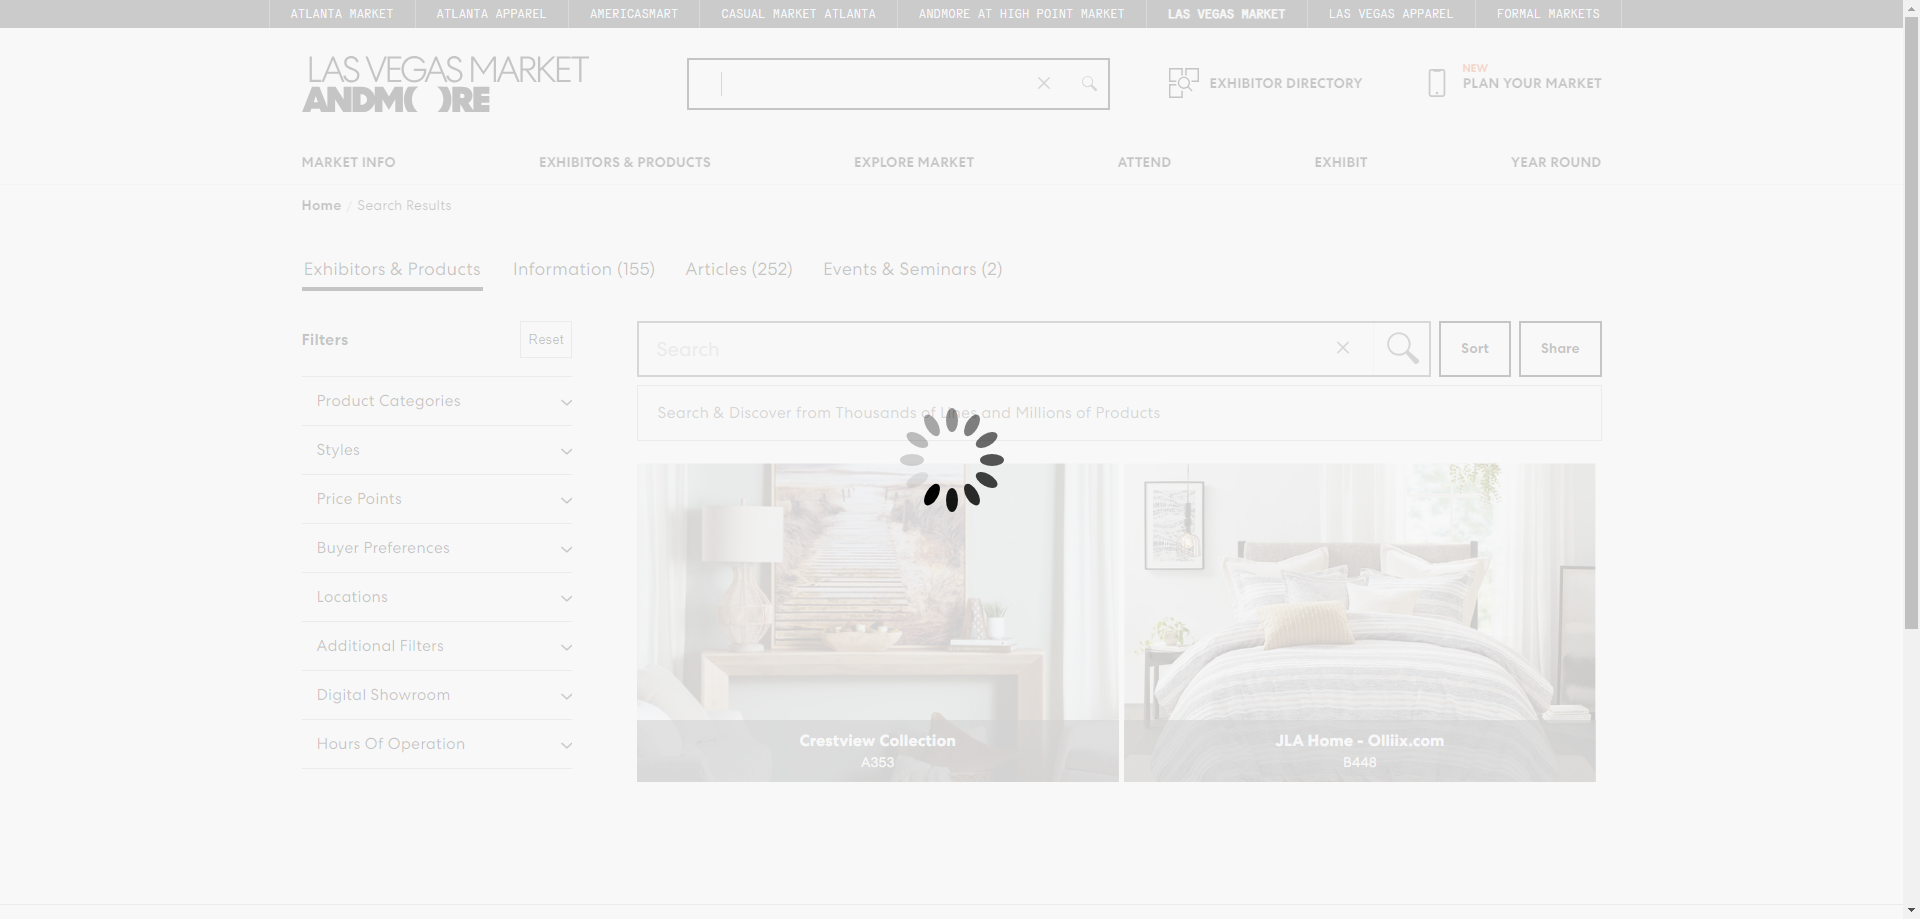 ATLANTA MARKET
ATLANTA APPAREL
AMERICASMART
CASUAL MARKET ATLANTA
ANDMORE AT HIGH POINT MARKET
LAS VEGAS MARKET
LAS VEGAS APPAREL
FORMAL MARKETS
LAS VEGAS MARKET
ANDMORE
EXHIBITOR DIRECTORY
NEW
PLAN YOUR MARKET
MARKET INFO
EXHIBITORS & PRODUCTS
EXPLORE MARKET
ATTEND
EXHIBIT
YEAR ROUND
Home / Search Results
Exhibitors & Products
Information (155)
Articles (252)
Events & Seminars (2)
Filters
Reset
Product Categories
Styles
Price Points
Buyer Preferences
Locations
Additional Filters
Digital Showroom
Hours Of Operation
Search
Sort
Share
Search & Discover from Thousands of Lines and Millions of Products
Crestview Collection
A353
JLA Home - Olliix.com
B448